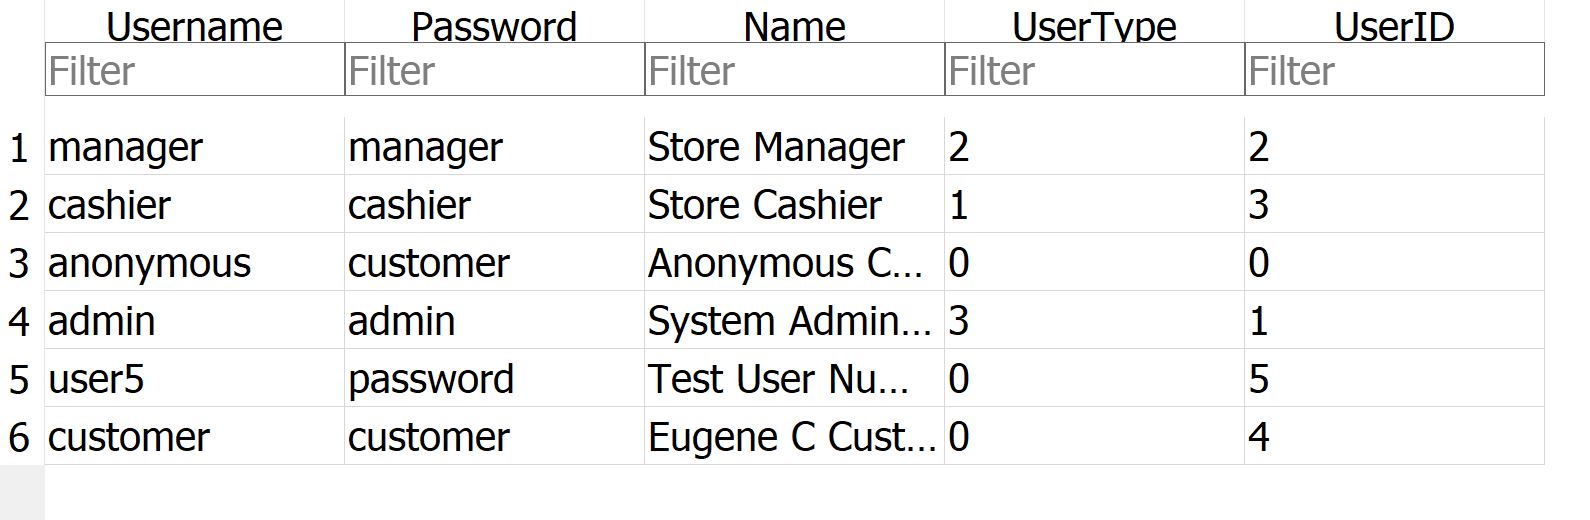 Username Password Name UserType UserID
Filter Filter Filter Filter Filter
1 manager manager Store Manager 2 2
2 cashier cashier Store Cashier 1 3
3 anonymous customer Anonymous C... 0 0
4 admin admin System Admin... 3 1
5 user5 password Test User Nu... 0 5
6 customer customer Eugene C Cust... 0 4